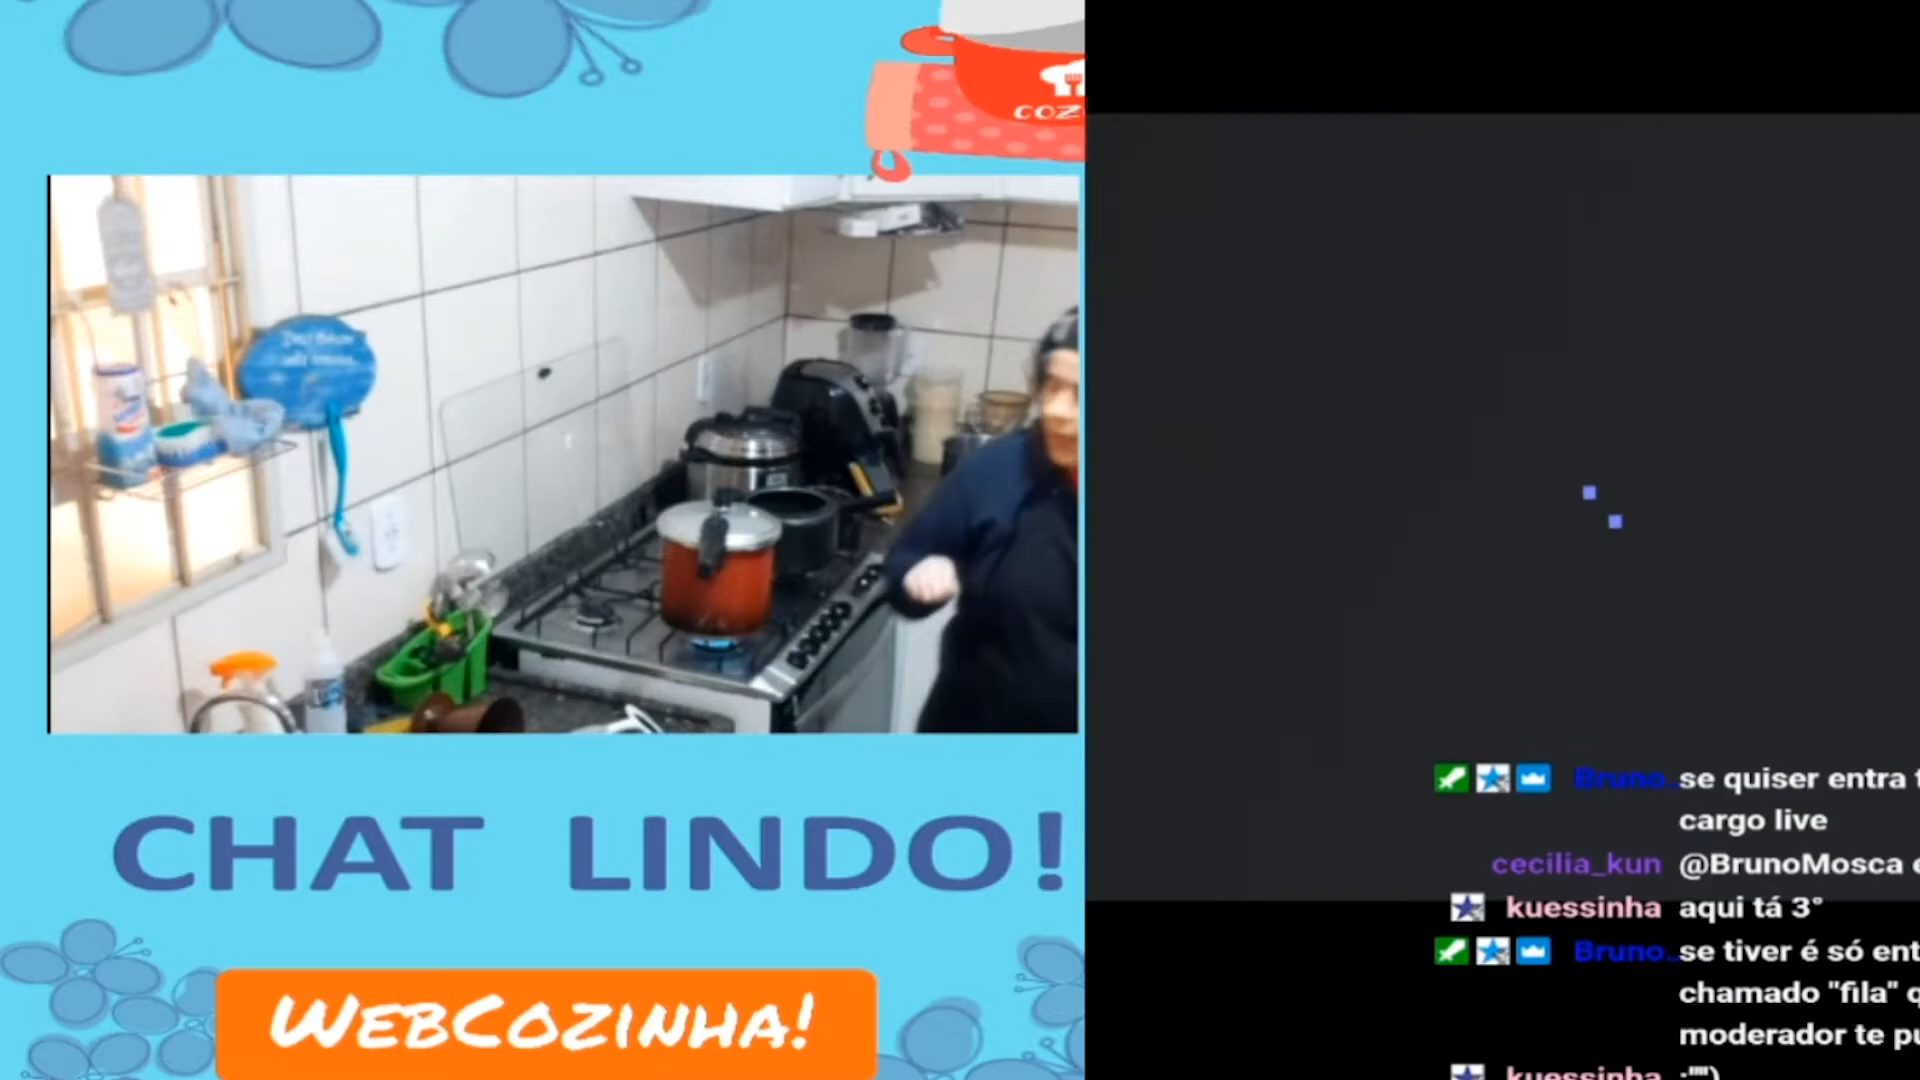 COZ
CHAT LINDO!
WEBCOZINHA!
Bruno.. se quiser entra
cargo live
cecilia_kun @BrunoMosca
kuessinha aqui tá 3°
Bruno.. se tiver é só ent
chamado "fila" q
moderador te pu
kuessinha :"")